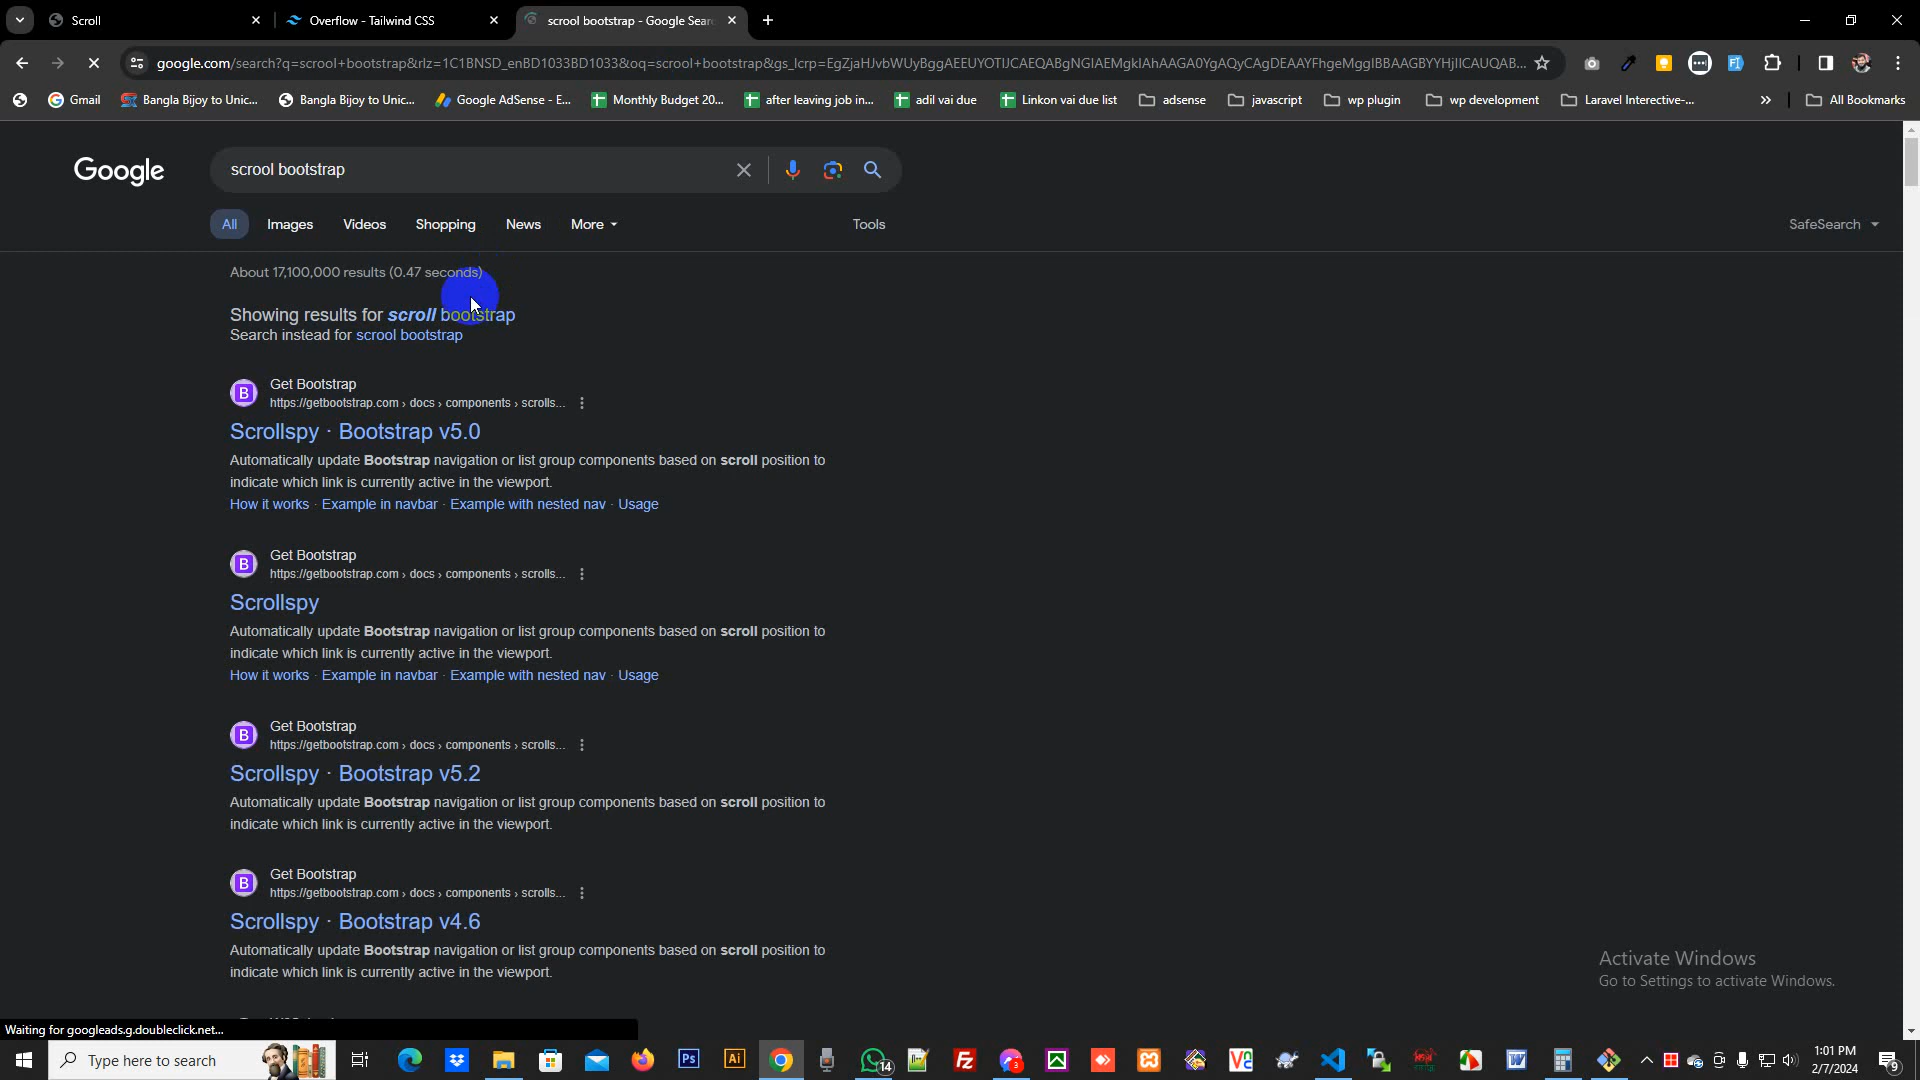 Scroll
Overflow - Tailwind CSS
scrool bootstrap - Google Sear
google.com/search?q=scrool+bootstrap&rlz=1C1BNSD_enBD1033BD1033&oq=scrool+bootstrap&gs_lcrp=EgZjaHJvbWUyBggAEEUYOTIJCAEQABgNGIAEMgkIAhAAGA0YgAQyCAgDEAAYFhgeMggIBBAAGBYYHjIICAUQAB...
Gmail
Bangla Bijoy to Unic...
Bangla Bijoy to Unic...
Google AdSense - E...
Monthly Budget 20...
after leaving job in...
adil vai due
Linkon vai due list
adsense
javascript
wp plugin
wp development
Laravel Interective-...
All Bookmarks
Google
scrool bootstrap
All
Images
Videos
Shopping
News
More
Tools
SafeSearch
About 17,100,000 results (0.47 seconds)
Showing results for scroll bootstrap
Search instead for scrool bootstrap
Get Bootstrap
https://getbootstrap.com › docs › components › scrolls...
Scrollspy · Bootstrap v5.0
Automatically update Bootstrap navigation or list group components based on scroll position to
indicate which link is currently active in the viewport.
How it works · Example in navbar · Example with nested nav · Usage
Get Bootstrap
https://getbootstrap.com › docs › components › scrolls...
Scrollspy
Automatically update Bootstrap navigation or list group components based on scroll position to
indicate which link is currently active in the viewport.
How it works · Example in navbar · Example with nested nav · Usage
Get Bootstrap
https://getbootstrap.com › docs › components › scrolls...
Scrollspy · Bootstrap v5.2
Automatically update Bootstrap navigation or list group components based on scroll position to
indicate which link is currently active in the viewport.
Get Bootstrap
https://getbootstrap.com › docs › components › scrolls...
Scrollspy · Bootstrap v4.6
Automatically update Bootstrap navigation or list group components based on scroll position to
indicate which link is currently active in the viewport.
Activate Windows
Go to Settings to activate Windows.
Waiting for googleads.g.doubleclick.net...
Type here to search
Ps
Ai
14
Fz
3
1:01 PM
2/7/2024
9